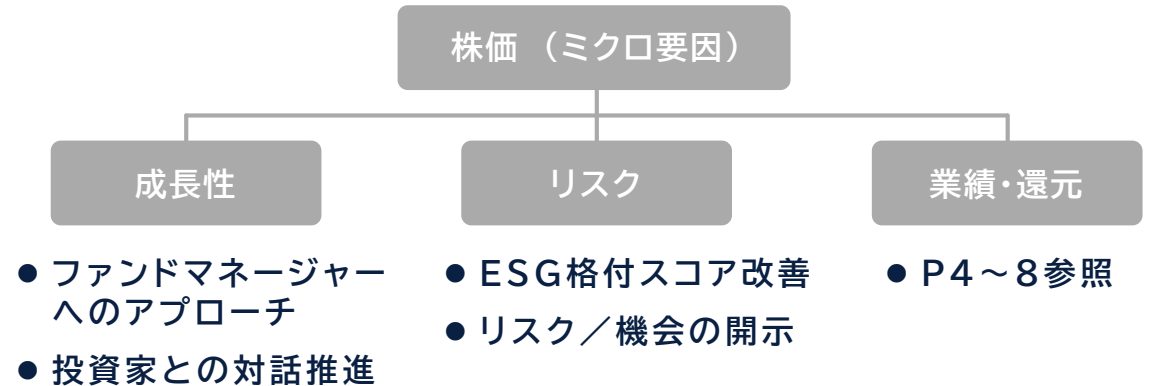 株価 （ミクロ要因）
成長性
リスク
業績・還元
● ファンドマネージャー
へのアプローチ
● 投資家との対話推進
● ESG格付スコア改善
● リスク／機会の開示
● P4～8参照